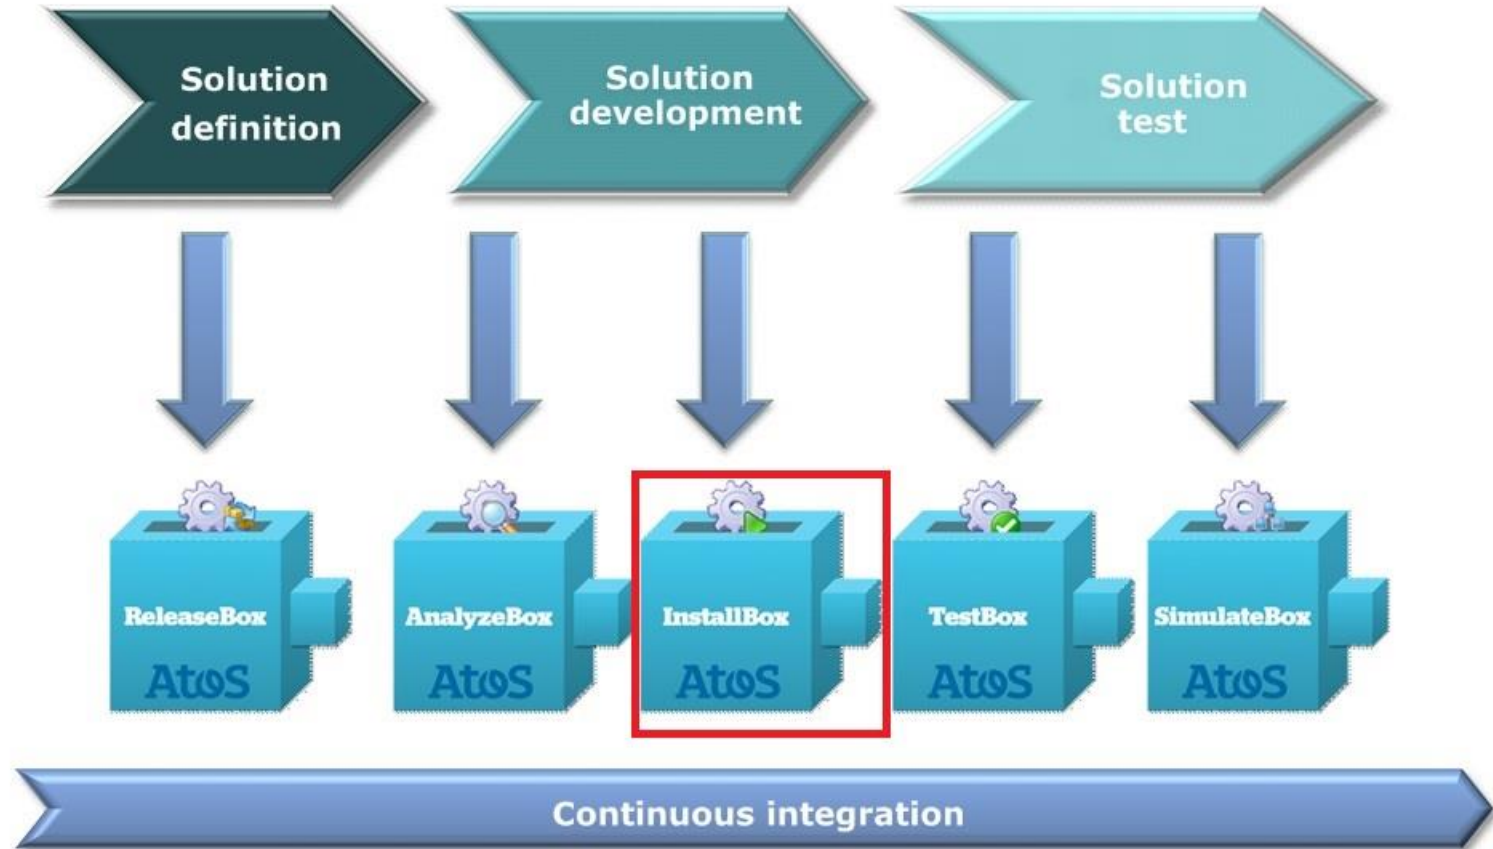 Solution
definition
Solution
development
Solution
test
ReleaseBox
Atos
AnalyzeBox
Atos
InstallBox
Atos
TestBox
Atos
SimulateBox
Atos
Continuous integration